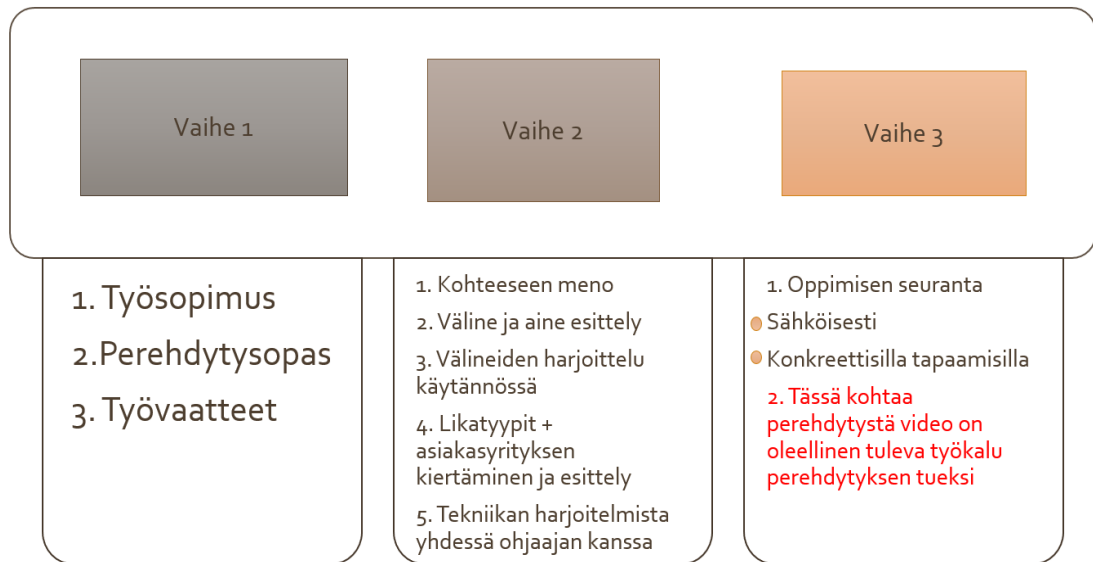 Vaihe 1
Vaihe 2
Vaihe 3
1. Työsopimus
2.Perehdytysopas
3. Työvaatteet
1. Kohteeseen meno
2. Väline ja aine esittely
3. Välineiden harjoittelu
käytännössä
4. Likatyypit +
asiakasyrityksen
kiertäminen ja esittely
5. Tekniikan harjoitelmista
yhdessä ohjaajan kanssa
1. Oppimisen seuranta
Sähköisesti
Konkreettisilla tapaamisilla
2. Tässä kohtaa
perehdytystä video on
oleellinen tuleva työkalu
perehdytyksen tueksi